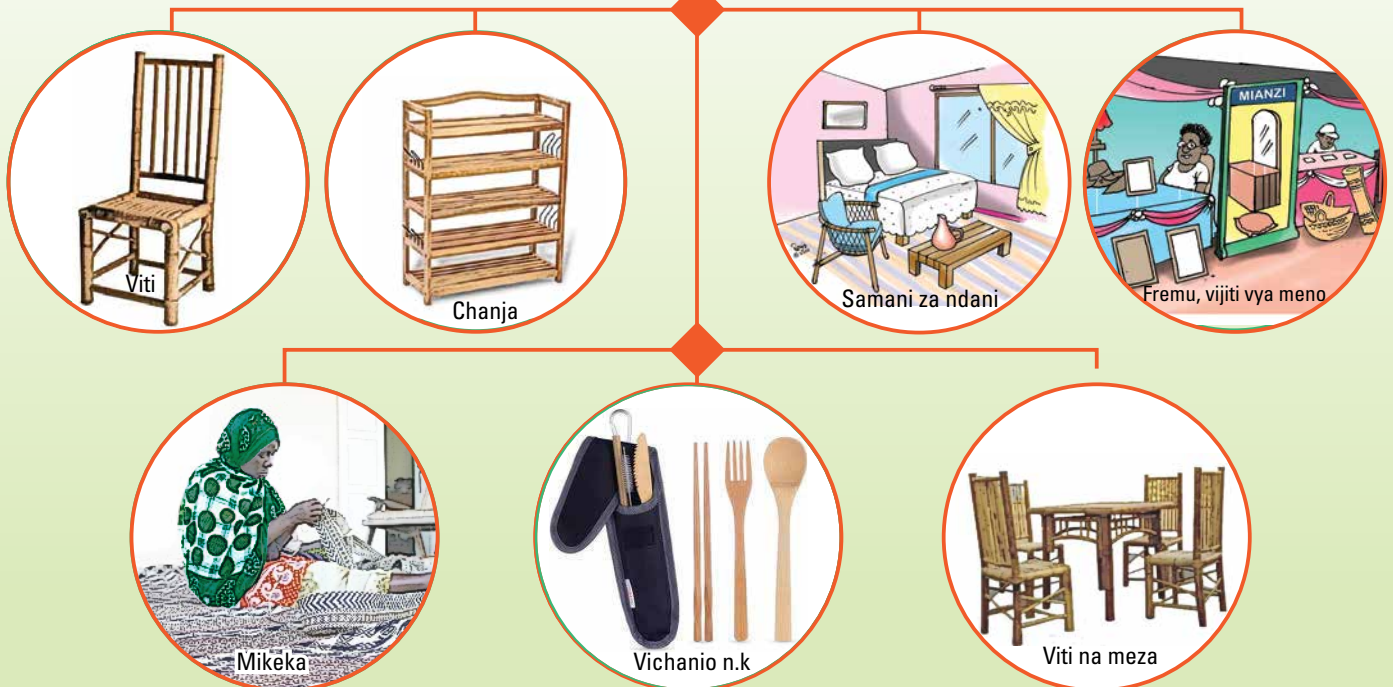 Viti
Chanja
Samani za ndani
MIANZI
Fremu, vijiti vya meno
Mikeka
Vichanio n.k
Viti na meza